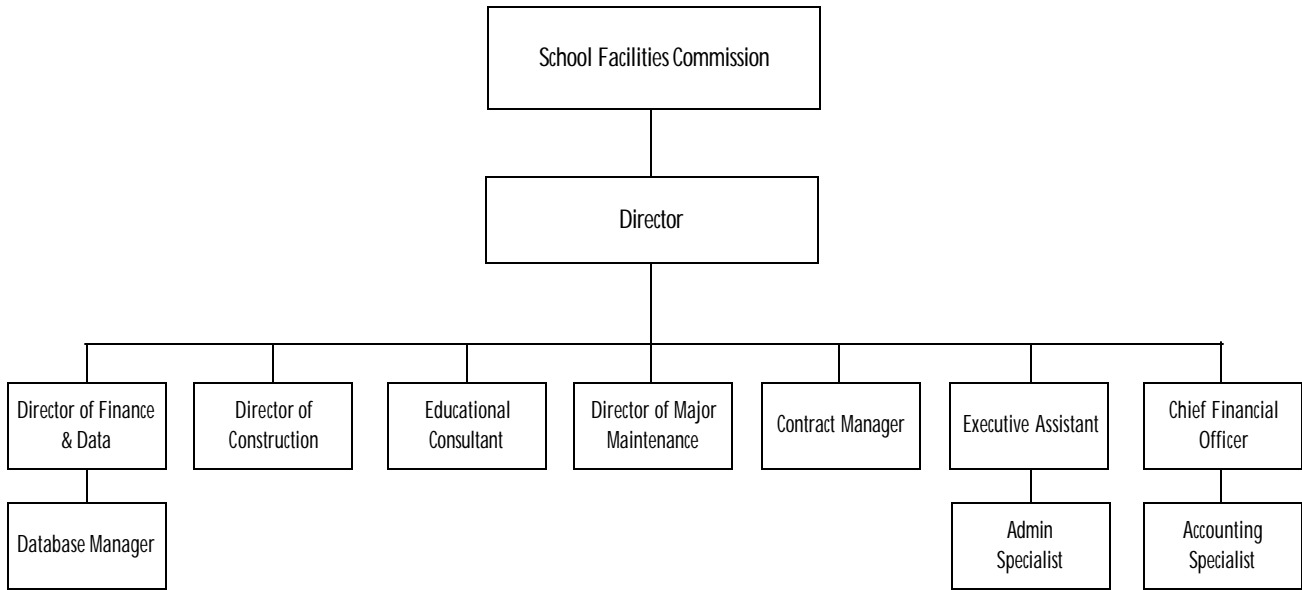 School Facilities Commission
Director
Director of Finance
& Data
Director of
Construction
Educational
Consultant
Director of Major
Maintenance
Contract Manager
Executive Assistant
Chief Financial
Officer
Database Manager
Admin
Specialist
Accounting
Specialist